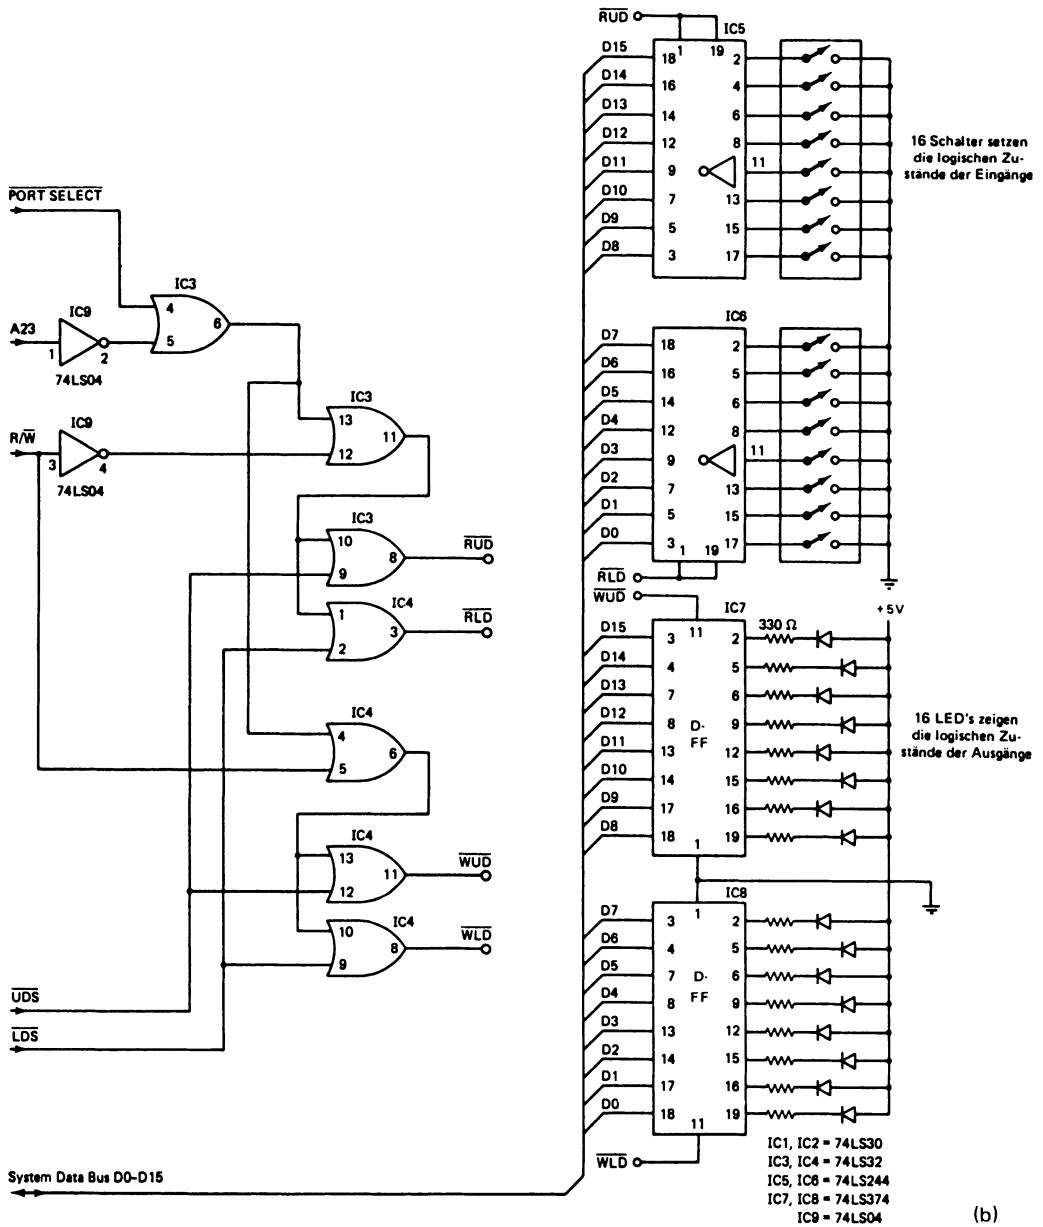 RUD
IC5
D15
18
1
19
2
D14
16
4
D13
14
6
D12
12
8
D11
9
11
D10
7
13
D9
5
15
D8
3
17
16 Schalter setzen
die logischen Zu-
stände der Eingänge
PORT SELECT
IC3
4
5
6
A23
IC9
1
2
74LS04
R/W
IC9
3
4
74LS04
IC3
13
12
11
IC3
10
9
8
RUD
IC4
1
2
3
RLD
IC4
4
5
6
IC4
13
12
11
WUD
IC4
10
9
8
WLD
UDS
LDS
System Data Bus D0-D15
IC6
D7
18
2
D6
16
5
D5
14
6
D4
12
8
D3
9
11
D2
7
13
D1
5
15
D0
3
1
19
17
RLD
WUD
+5V
IC7
330 Ω
D15
3
11
2
D14
4
5
D13
7
6
D12
8
D-
FF
9
D11
13
12
D10
14
15
D9
17
16
D8
18
1
19
16 LED's zeigen
die logischen Zu-
stände der Ausgänge
IC8
D7
3
1
2
D6
4
5
D5
7
D-
FF
6
D4
8
9
D3
13
12
D2
14
15
D1
17
16
D0
18
11
19
WLD
IC1, IC2 = 74LS30
IC3, IC4 = 74LS32
IC5, IC6 = 74LS244
IC7, IC8 = 74LS374
IC9 = 74LS04
(b)